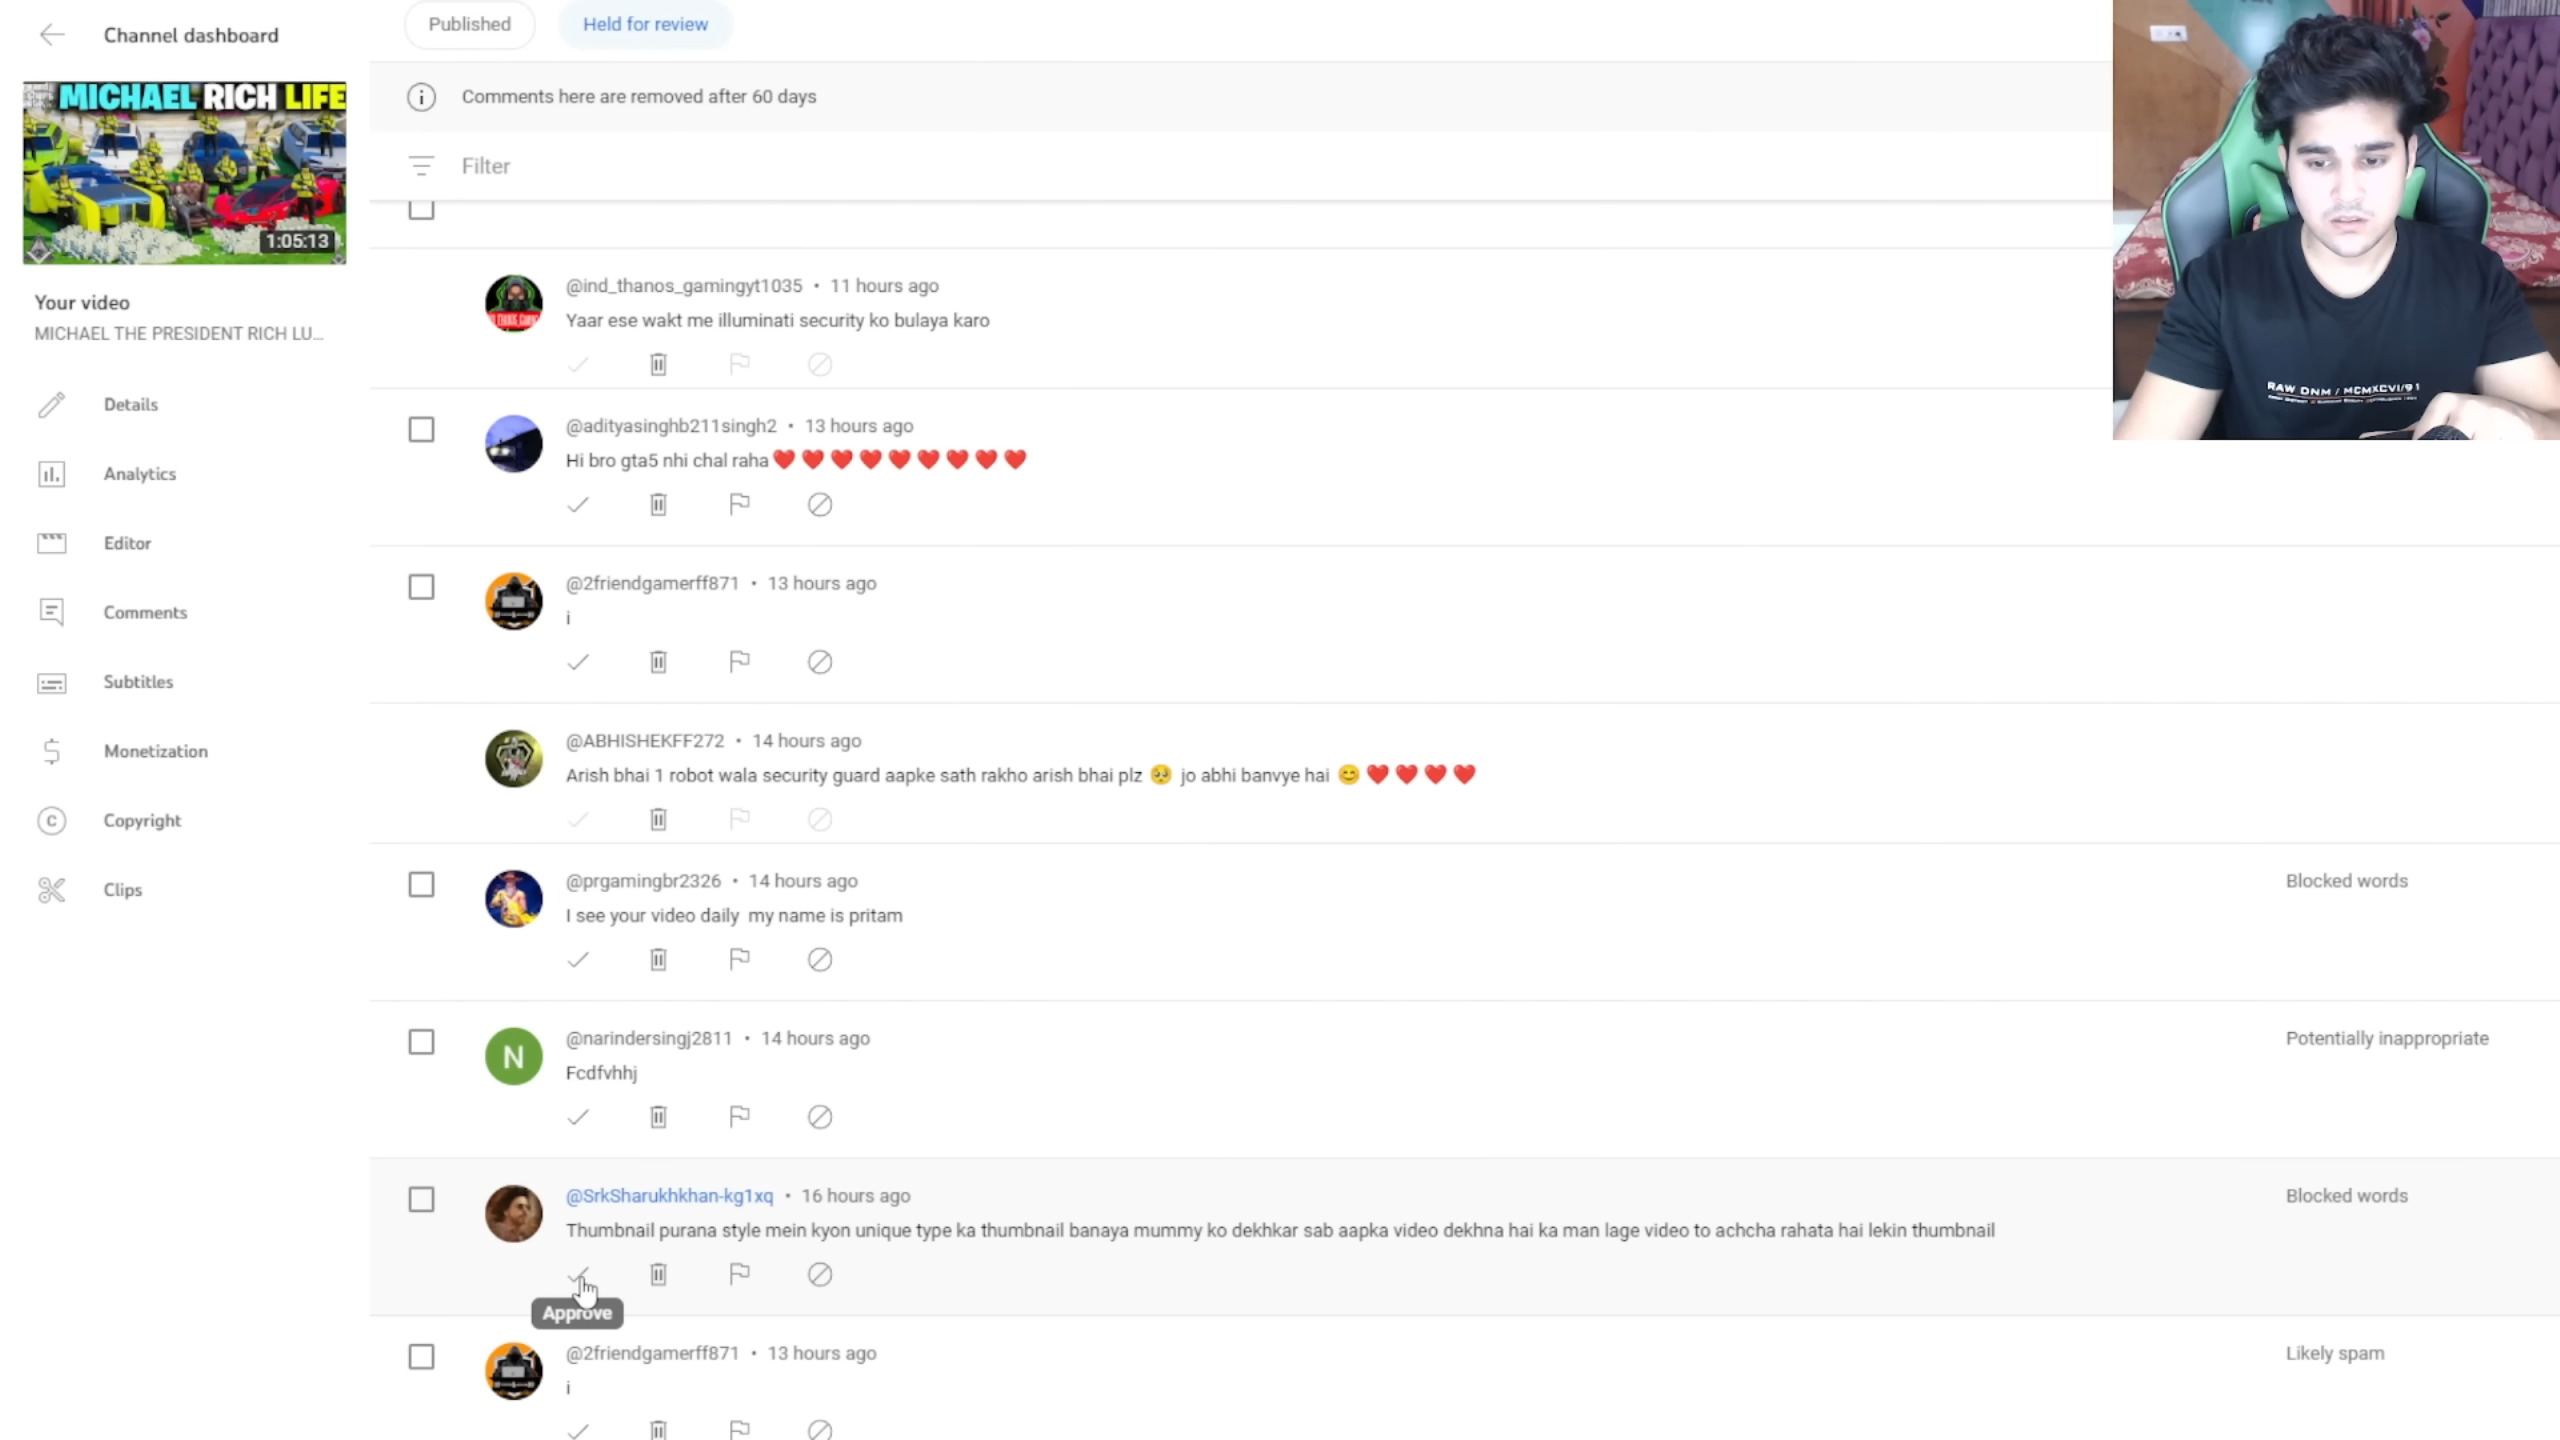 Channel dashboard
MICHAEL RICH LIFE
1:05:13
Your video
MICHAEL THE PRESIDENT RICH LU...
Details
Analytics
Editor
Comments
Subtitles
Monetization
Copyright
Clips
Published
Held for review
Comments here are removed after 60 days
Filter
@ind_thanos_gamingyt1035 • 11 hours ago
Yaar ese wakt me illuminati security ko bulaya karo
@adityasinghb211singh2 • 13 hours ago
Hi bro gta5 nhi chal raha❤️❤️❤️❤️❤️❤️❤️❤️❤️
@2friendgamerff871 • 13 hours ago
i
@ABHISHEKFF272 • 14 hours ago
Arish bhai 1 robot wala security guard aapke sath rakho arish bhai plz 🥺 jo abhi banvye hai 😊❤️❤️❤️❤️
@prgamingbr2326 • 14 hours ago
Blocked words
I see your video daily my name is pritam
@narindersingj2811 • 14 hours ago
Potentially inappropriate
N
Fcdfvhhj
@SrkSharukhkhan-kg1xq • 16 hours ago
Blocked words
Thumbnail purana style mein kyon unique type ka thumbnail banaya mummy ko dekhkar sab aapka video dekhna hai ka man lage video to achcha rahata hai lekin thumbnail
Approve
@2friendgamerff871 • 13 hours ago
Likely spam
i
RAW DNM / MCMXCVI/91